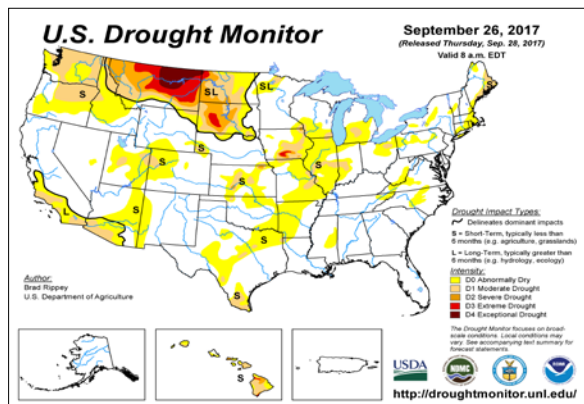 U.S. Drought Monitor
September 26, 2017
(Released Thursday, Sep. 28, 2017)
Valid 8 a.m. EDT
S
SL
SL
S
S
S
S
S
S
L
S
S
S
S
Drought Impact Types:
Delineates dominant impacts
S = Short-Term, typically less than
6 months (e.g. agriculture, grasslands)
L = Long-Term, typically greater than
6 months (e.g. hydrology, ecology)
Intensity:
D0 Abnormally Dry
D1 Moderate Drought
D2 Severe Drought
D3 Extreme Drought
D4 Exceptional Drought
Author:
Brad Rippey
U.S. Department of Agriculture
The Drought Monitor focuses on broad-
scale conditions. Local conditions may
vary. See accompanying text summary for
forecast statements.
USDA
NDMC
NOAA
http://droughtmonitor.unl.edu/